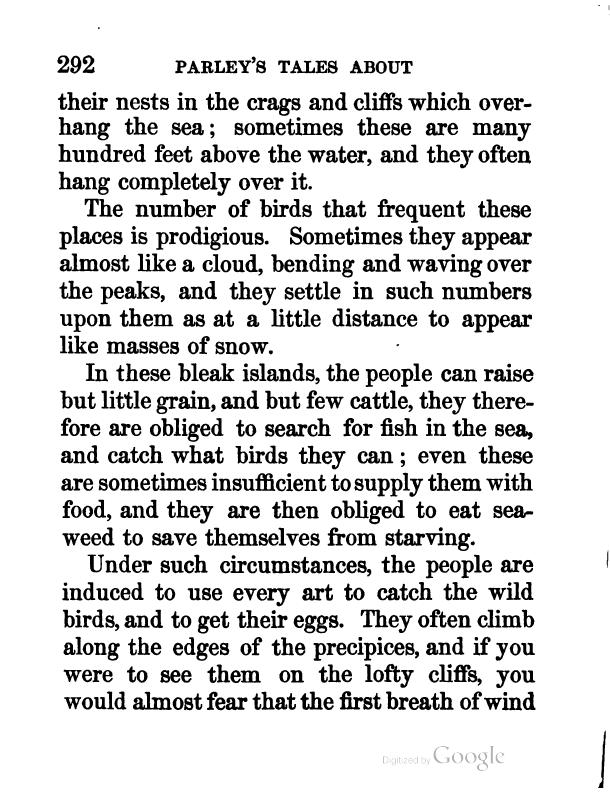 292 PARLEY'S TALES ABOUT
their nests in the crags and cliffs which over-
hang the sea; sometimes these are many
hundred feet above the water, and they often
hang completely over it.
The number of birds that frequent these
places is prodigious. Sometimes they appear
almost like a cloud, bending and waving over
the peaks, and they settle in such numbers
upon them as at a little distance to appear
like masses of snow.
In these bleak islands, the people can raise
but little grain, and but few cattle, they there-
fore are obliged to search for fish in the sea,
and catch what birds they can; even these
are sometimes insufficient to supply them with
food, and they are then obliged to eat sea-
weed to save themselves from starving.
Under such circumstances, the people are
induced to use every art to catch the wild
birds, and to get their eggs. They often climb
along the edges of the precipices, and if you
were to see them on the lofty cliffs, you
would almost fear that the first breath of wind
Digitized by Google